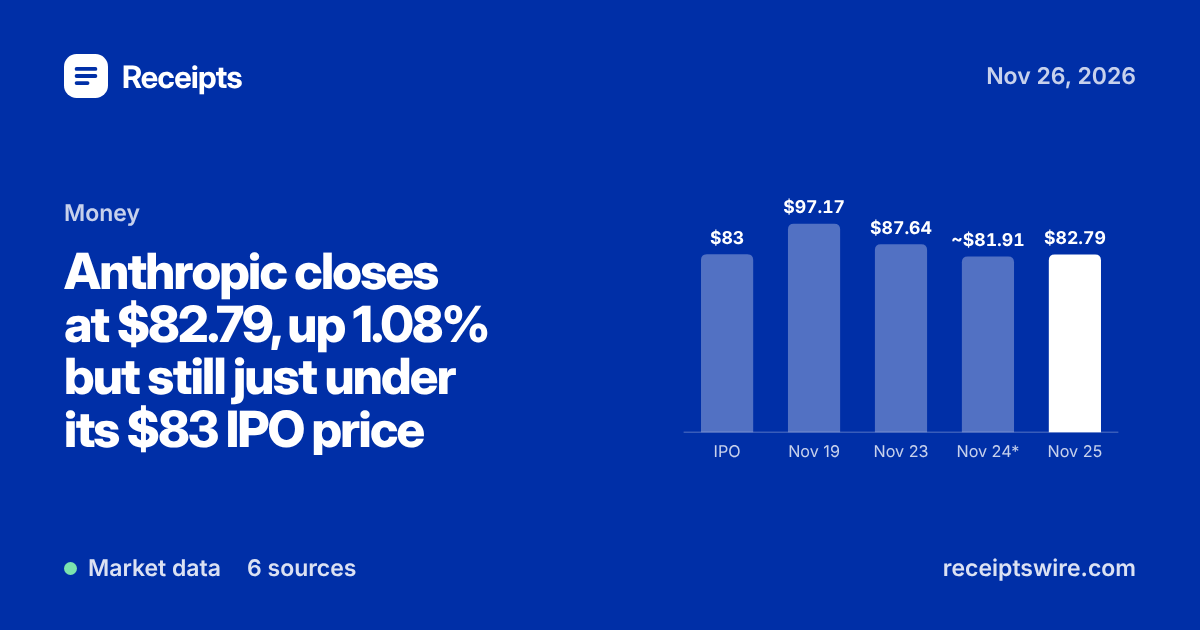 Receipts
Nov 26, 2026
Money
Anthropic closes
at $82.79, up 1.08%
but still just under
its $83 IPO price
$83
$97.17
$87.64
~$81.91
$82.79
IPO
Nov 19
Nov 23
Nov 24*
Nov 25
Market data
6 sources
receiptswire.com